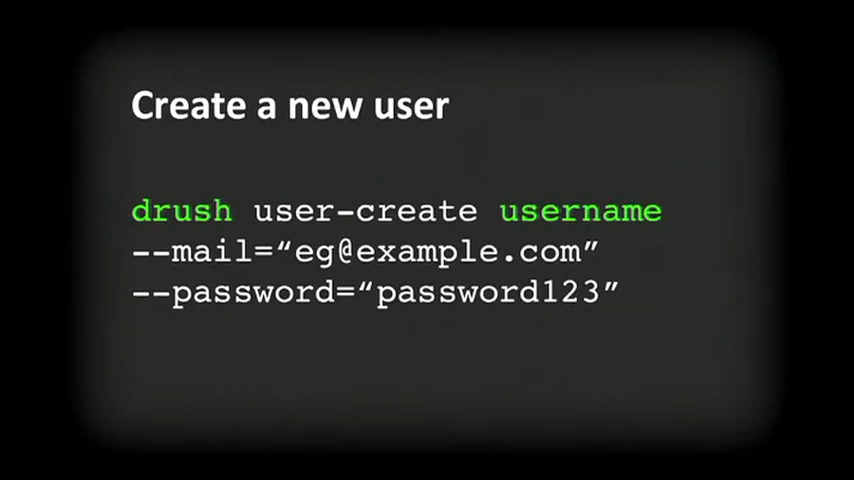 Create a new user
drush user-create username
--mail=“eg@example.com”
--password=“password123”